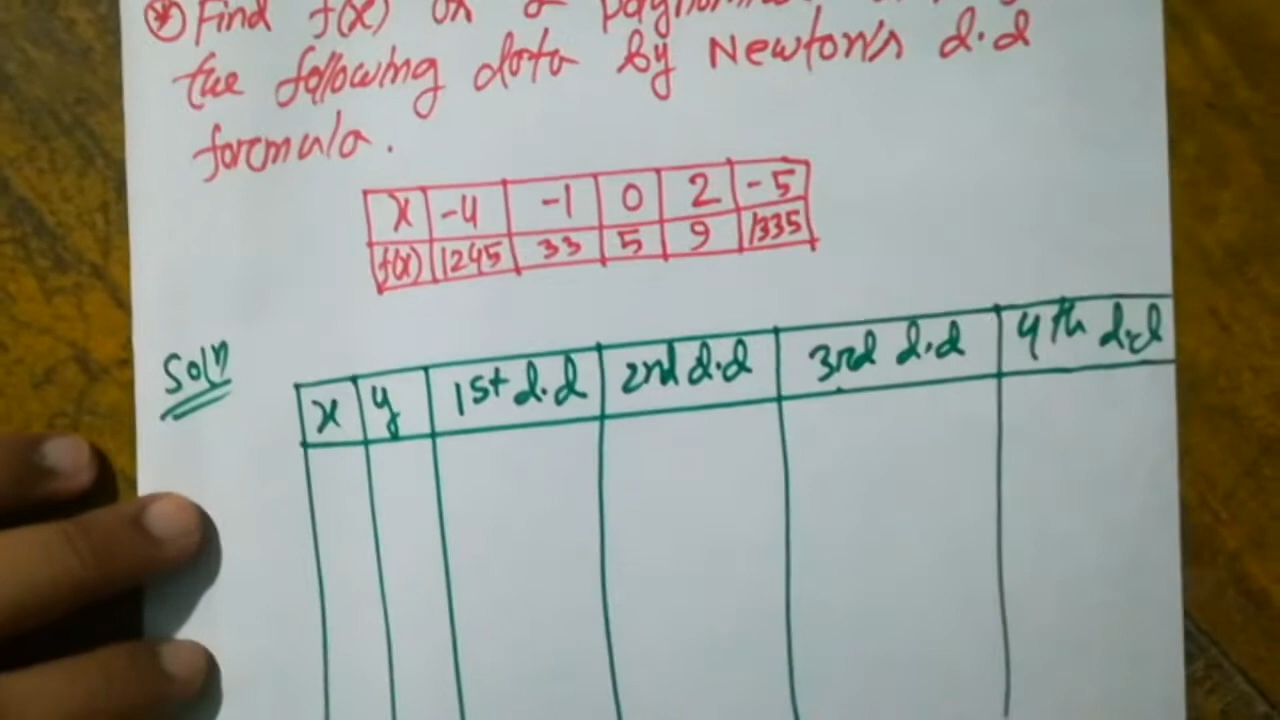 Find f(x) as a
the following data by Newton's d.d
formula.
x -4 -1 0 2 -5
f(x) 1245 33 5 9 1335
Soln
x y 1st d.d 2nd d.d 3rd d.d 4th d.d